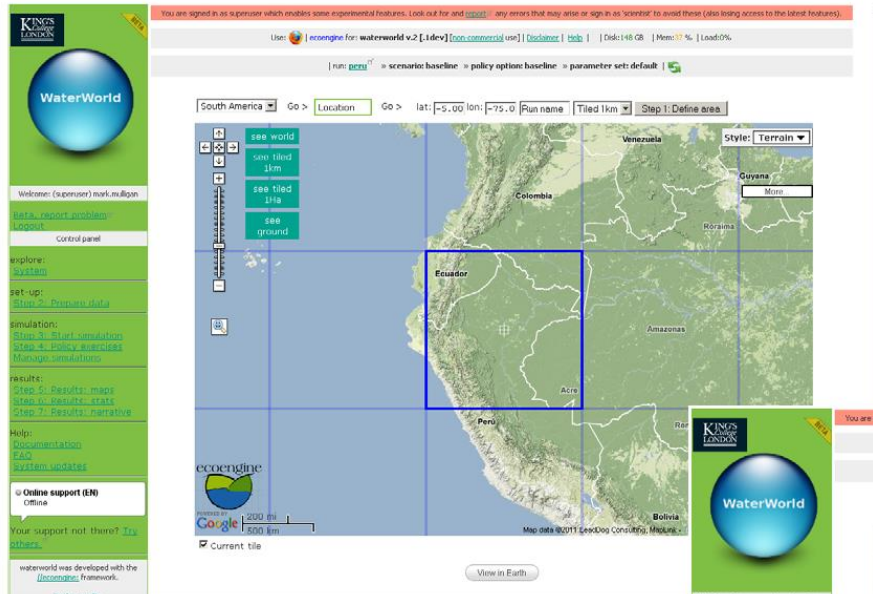 KING'S
College
LONDON
BETA
WaterWorld
Welcome: (superuser) mark.mulligan
Beta, report problem
Logout
Control panel
explore:
System
set-up:
Step 2: Prepare data
simulation:
Step 3: Start simulation
Step 4: Policy exercises
Manage simulations
results:
Step 5: Results: maps
Step 6: Results: stats
Step 7: Results: narrative
Help:
Documentation
FAQ
System updates
Online support (EN)
Offline
Your support not there? Try
others.
waterworld was developed with the
//ecoengine: framework.
You are signed in as superuser which enables some experimental features. Look out for and report any errors that may arise or sign in as 'scientist' to avoid these (also losing access to the latest features).
Use: | ecoengine for: waterworld v.2 [.1dev] [non-commercial use] | Disclaimer | Help | | Disk:148 GB | Mem:37 % | Load:0%
| run: peru » scenario: baseline » policy option: baseline » parameter set: default |
South America Go > Location Go > lat: -5.00 lon: -75.0 Run name Tiled 1km Step 1: Define area
see world
see tiled
1km
see tiled
1Ha
see
ground
Style: Terrain
More...
Venezuela
Guyana
Colombia
Roraima
Ecuador
Amazonas
Acre
Peru
Bolivia
ecoengine
POWERED BY
Google
200 mi
500 km
Map data ©2011 LeadDog Consulting, MapLink -
Current tile
View in Earth
KING'S
College
LONDON
BETA
WaterWorld
You are